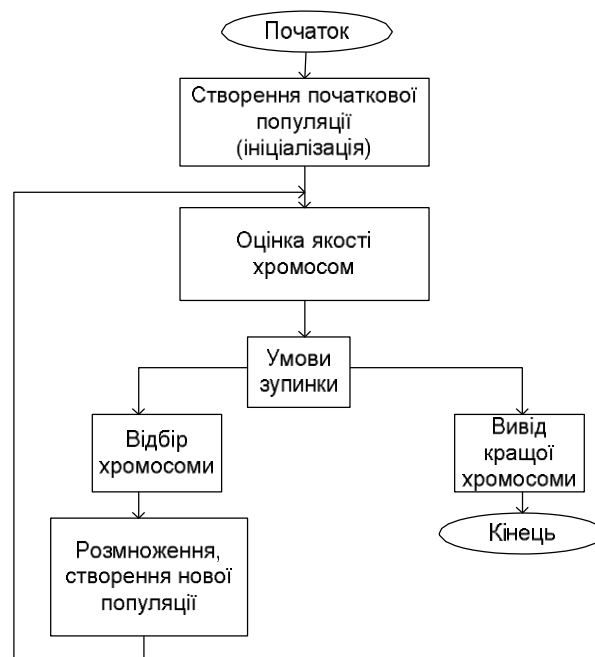 Початок
Створення початкової
популяції
(ініціалізація)
Оцінка якості
хромосом
Умови
зупинки
Відбір
хромосоми
Вивід
кращої
хромосоми
Розмноження,
створення нової
популяції
Кінець